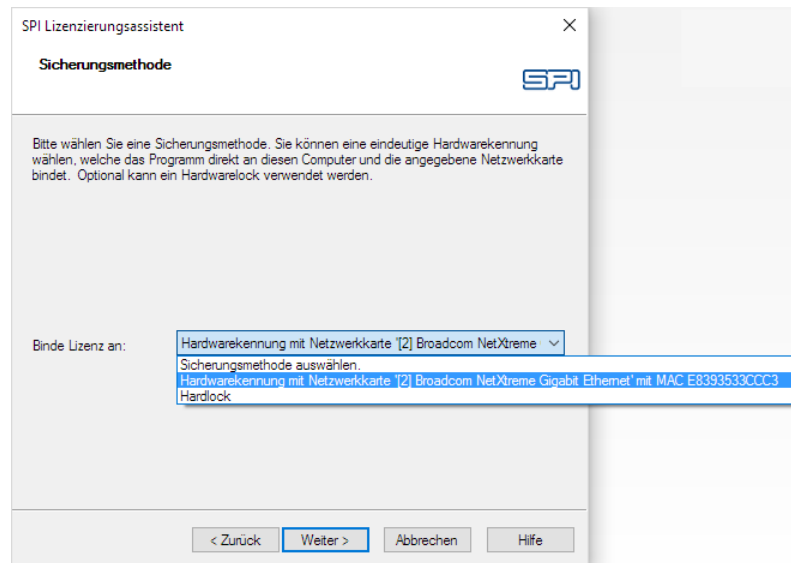 SPI Lizenzierungsassistent
Sicherungsmethode
SPI
Bitte wählen Sie eine Sicherungsmethode. Sie können eine eindeutige Hardwarekennung
wählen, welche das Programm direkt an diesen Computer und die angegebene Netzwerkkarte
bindet. Optional kann ein Hardwarelock verwendet werden.
Binde Lizenz an: Hardwarekennung mit Netzwerkkarte '[2] Broadcom NetXtreme
Sicherungsmethode auswählen.
Hardwarekennung mit Netzwerkkarte '[2] Broadcom NetXtreme Gigabit Ethernet' mit MAC E8393533CCC3
Hardlock
< Zurück Weiter > Abbrechen Hilfe